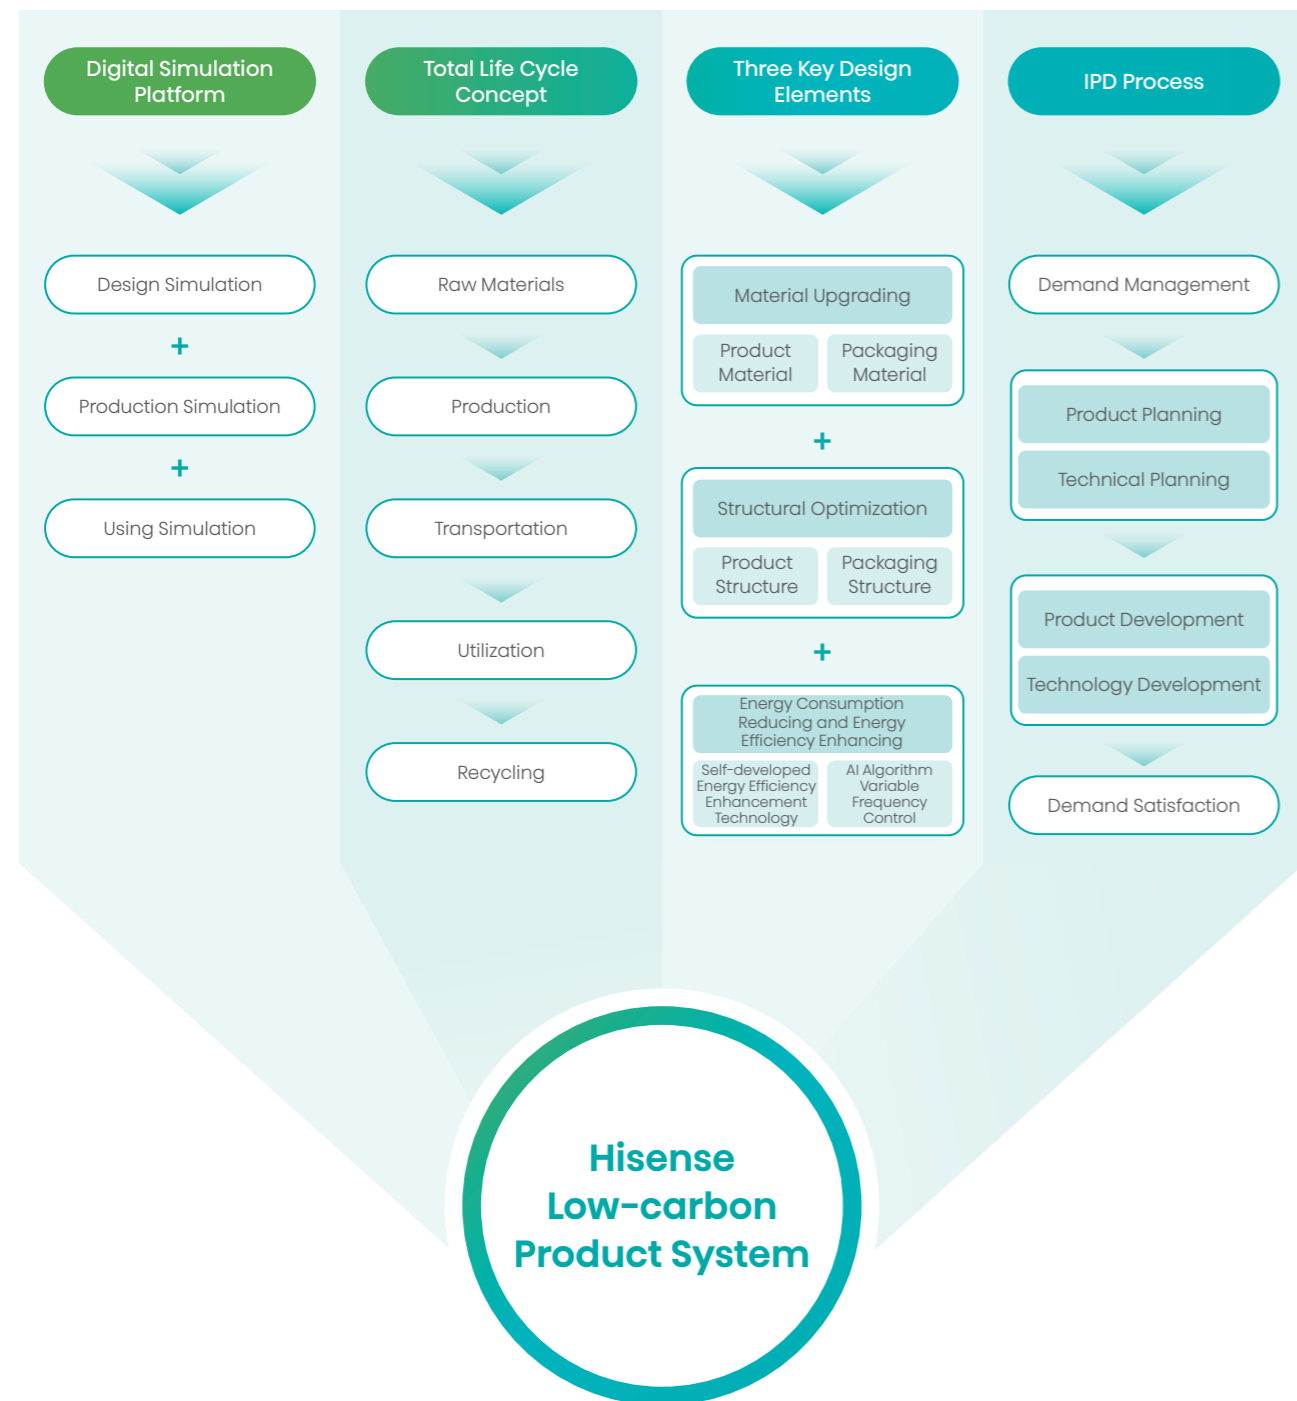 Digital Simulation
Platform
Design Simulation
+
Production Simulation
+
Using Simulation
Total Life Cycle
Concept
Raw Materials
Production
Transportation
Utilization
Recycling
Three Key Design
Elements
Material Upgrading
Product
Material
Packaging
Material
+
Structural Optimization
Product
Structure
Packaging
Structure
+
Energy Consumption
Reducing and Energy
Efficiency Enhancing
Self-developed
Energy Efficiency
Enhancement
Technology
AI Algorithm
Variable
Frequency
Control
IPD Process
Demand Management
Product Planning
Technical Planning
Product Development
Technology Development
Demand Satisfaction
Hisense
Low-carbon
Product System